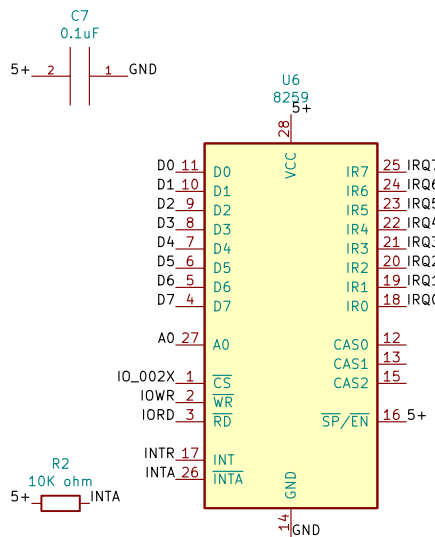 C7
0.1uF
5+ 2 1 GND
U6
8259
5+
28
VCC
D0 11 D0 IR7 25 IRQ7
D1 10 D1 IR6 24 IRQ6
D2 9 D2 IR5 23 IRQ5
D3 8 D3 IR4 22 IRQ4
D4 7 D4 IR3 21 IRQ3
D5 6 D5 IR2 20 IRQ2
D6 5 D6 IR1 19 IRQ1
D7 4 D7 IR0 18 IRQ0
A0 27 A0 CAS0 12
CAS1 13
IO_002X 1 CS CAS2 15
IOWR 2 WR
IORD 3 RD SP/EN 16 5+
INTR 17 INT
INTA 26 INTA
R2
10K ohm
5+ INTA
GND
14
GND